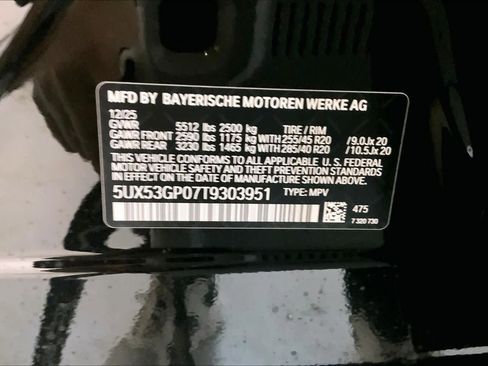 MFD BY BAYERISCHE MOTOREN WERKE AG
12/25
GVWR 5512 lbs 2500 kg TIRE / RIM
GAWR FRONT 2590 lbs 1175 kg WITH 255/45 R20 /9.0Jx20
GAWR REAR 3230 lbs 1465 kg WITH 285/40 R20 /10.5Jx20
THIS VEHICLE CONFORMS TO ALL APPLICABLE U. S. FEDERAL
MOTOR VEHICLE SAFETY AND THEFT PREVENTION STANDARDS
IN EFFECT ON THE DATE OF MANUFACTURE SHOWN ABOVE.
5UX53GP07T9303951 TYPE: MPV
475
7 320 730